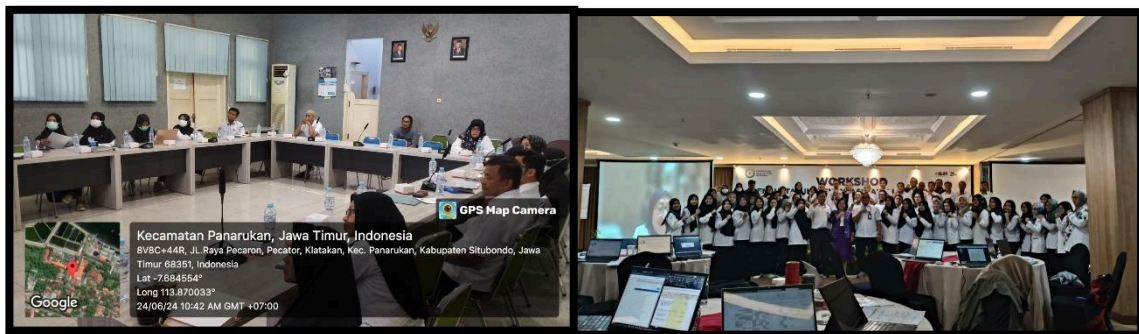 GPS Map Camera
Kecamatan Panarukan, Jawa Timur, Indonesia
8V8C+44R, JL.Raya Pecaron, Pecator, Klatakan, Kec. Panarukan, Kabupaten Situbondo, Jawa
Timur 68351, Indonesia
Lat -7.684554°
Long 113.870033°
24/06/24 10:42 AM GMT +07:00
Google
WORKSHOP